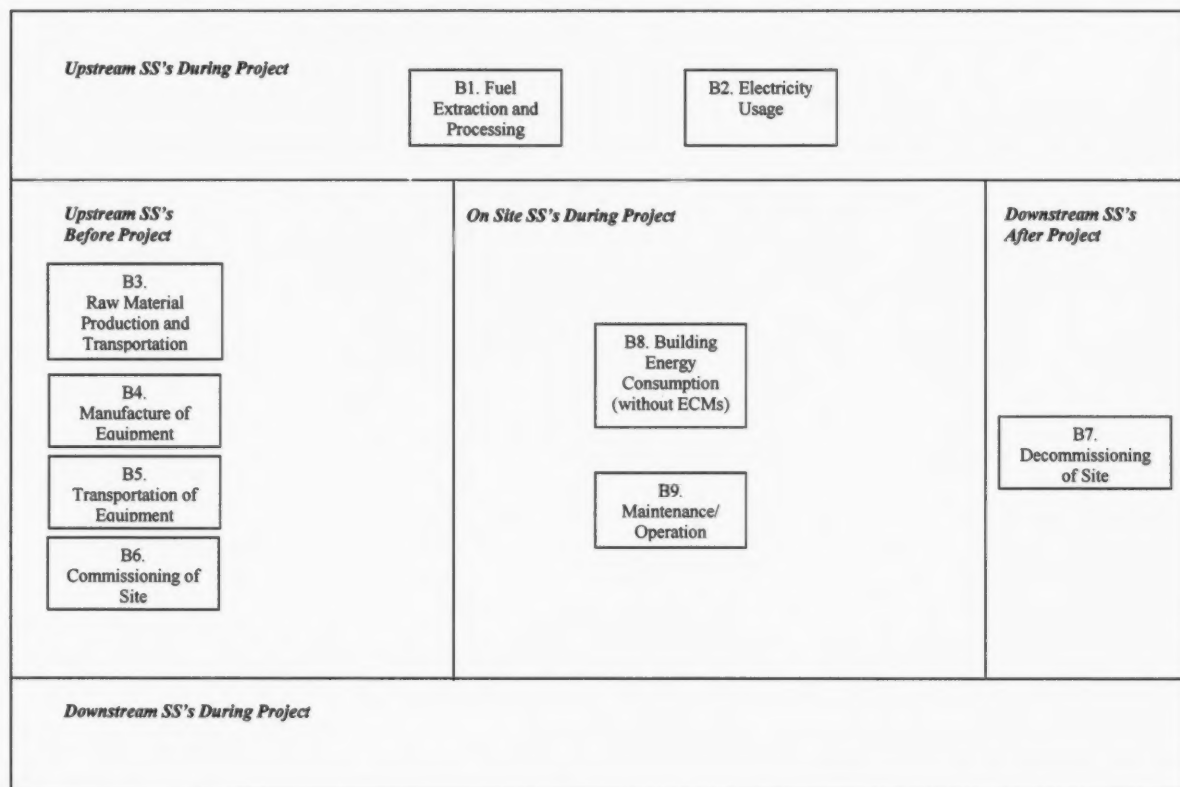 Upstream SS's During Project
B1. Fuel
Extraction and
Processing
B2. Electricity
Usage
Upstream SS's
Before Project
B3.
Raw Material
Production and
Transportation
B4.
Manufacture of
Equipment
B5.
Transportation of
Equipment
B6.
Commissioning of
Site
On Site SS's During Project
B8. Building
Energy
Consumption
(without ECMs)
B9.
Maintenance/
Operation
Downstream SS's
After Project
B7.
Decommissioning
of Site
Downstream SS's During Project